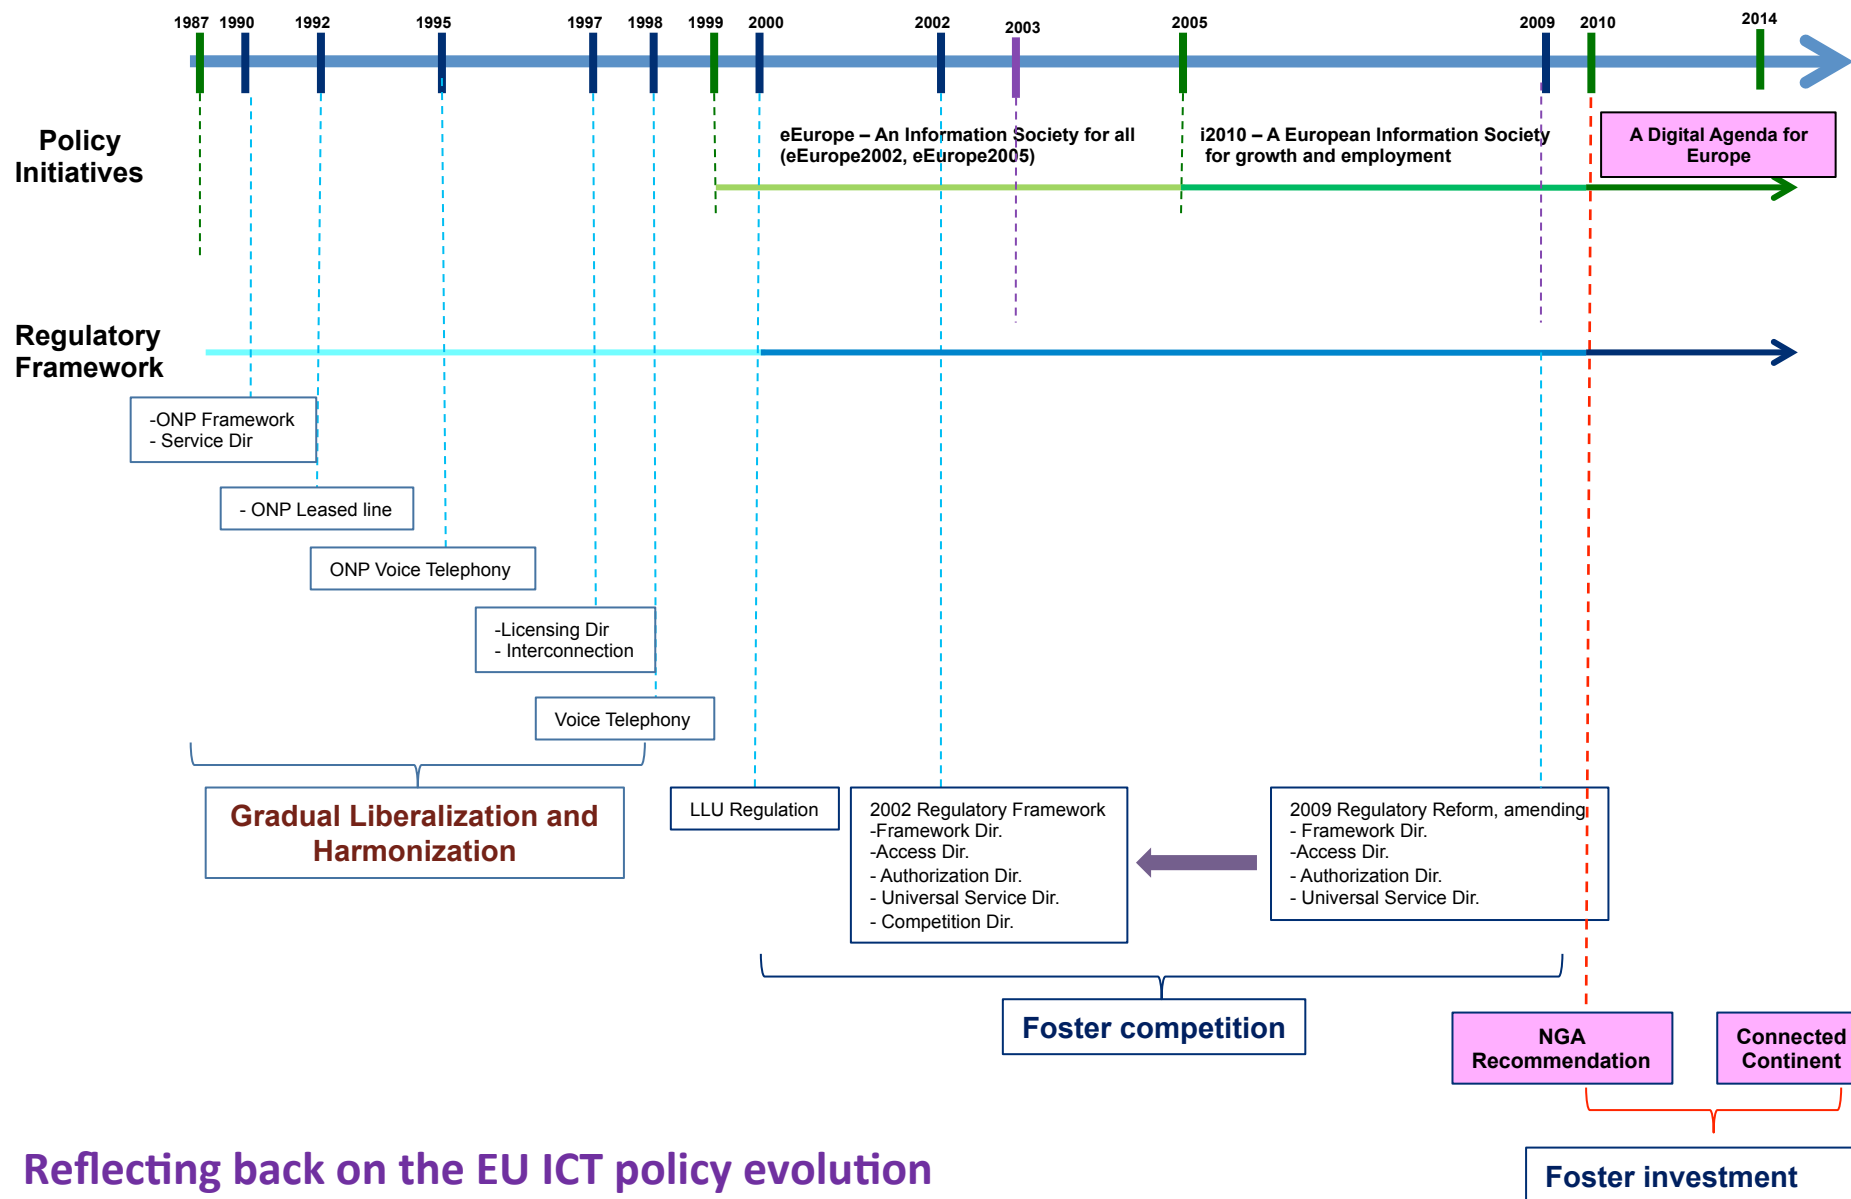 1987 1990 1992 1995 1997 1998 1999 2000 2002 2003 2005 2009 2010 2014
Policy
Initiatives
eEurope – An Information Society for all
(eEurope2002, eEurope2005)
i2010 – A European Information Society
for growth and employment
A Digital Agenda for
Europe
Regulatory
Framework
-ONP Framework
- Service Dir
- ONP Leased line
ONP Voice Telephony
-Licensing Dir
- Interconnection
Voice Telephony
Gradual Liberalization and
Harmonization
LLU Regulation
2002 Regulatory Framework
-Framework Dir.
-Access Dir.
- Authorization Dir.
- Universal Service Dir.
- Competition Dir.
2009 Regulatory Reform, amending
- Framework Dir.
-Access Dir.
- Authorization Dir.
- Universal Service Dir.
Foster competition
NGA
Recommendation
Connected
Continent
Foster investment
Reflecting back on the EU ICT policy evolution